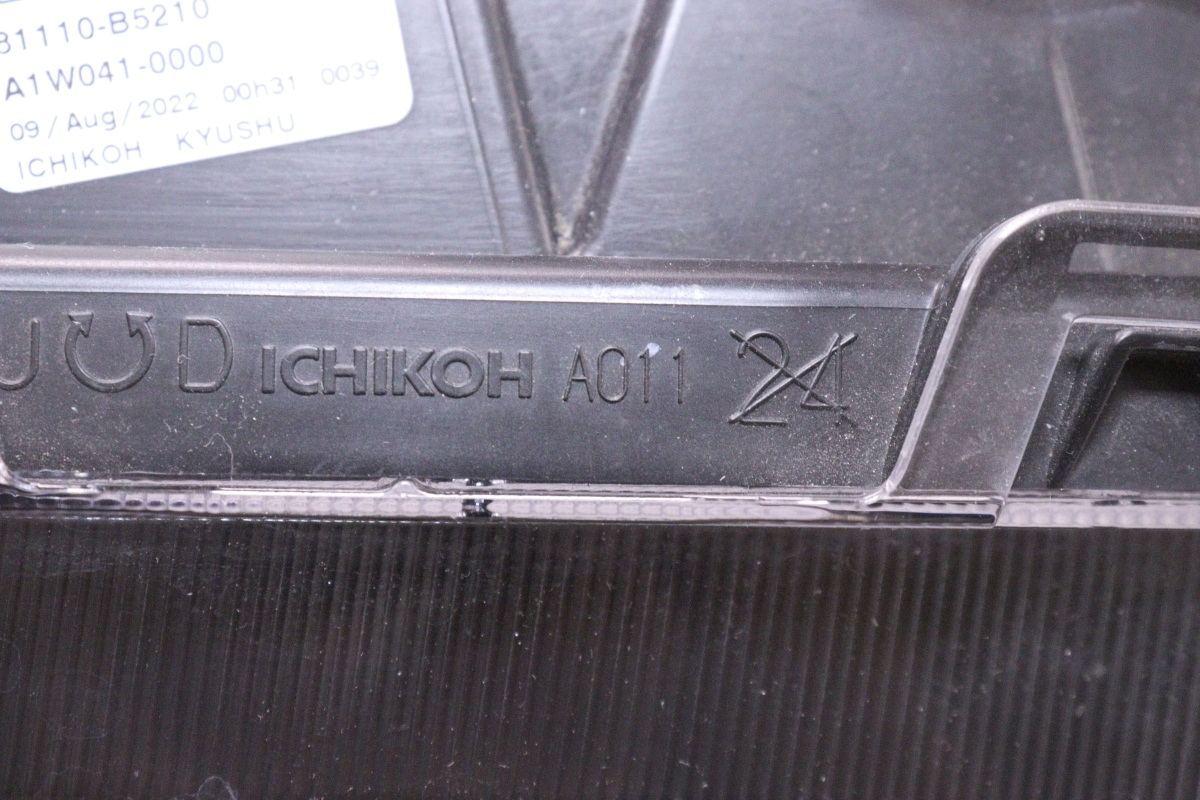 81110-B5210
A1W041-0000
09/Aug/2022 00h31 0039
ICHIKOH KYUSHU
U D ICHIKOH A011 24